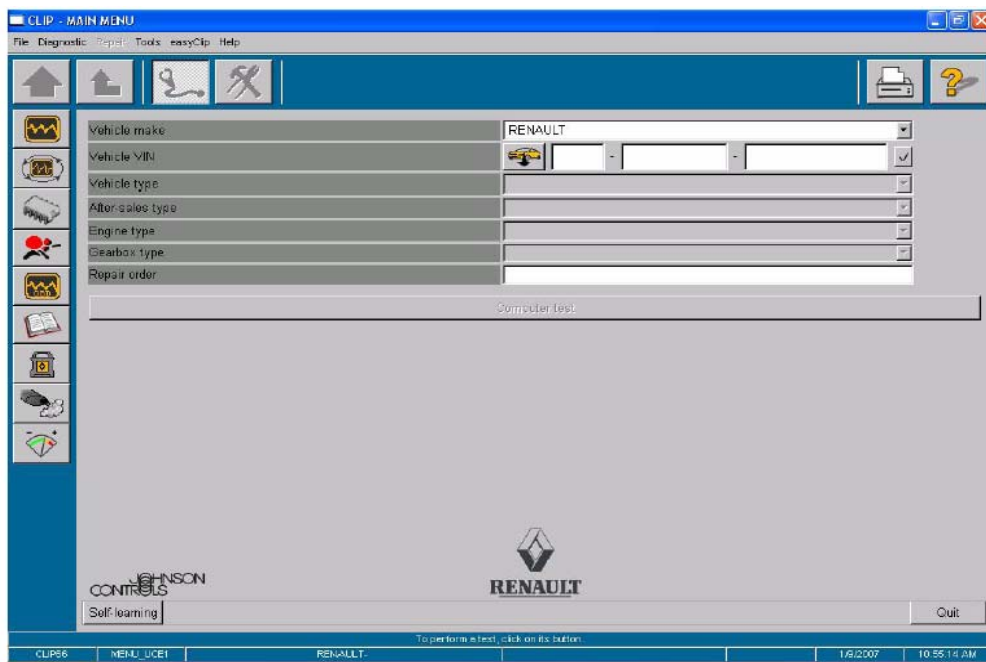 CLIP - MAIN MENU
File Diagnostic Repair Tools easyClip Help
Vehicle make RENAULT
Vehicle VIN - -
Vehicle type
After-sales type
Engine type
Gearbox type
Repair order
Computer test
JOHNSON
CONTROLS
RENAULT
Self-learning Quit
To perform a test, click on its button.
CLIP66 MENU_UCE1 RENAULT- 1/9/2007 10:55:14 AM